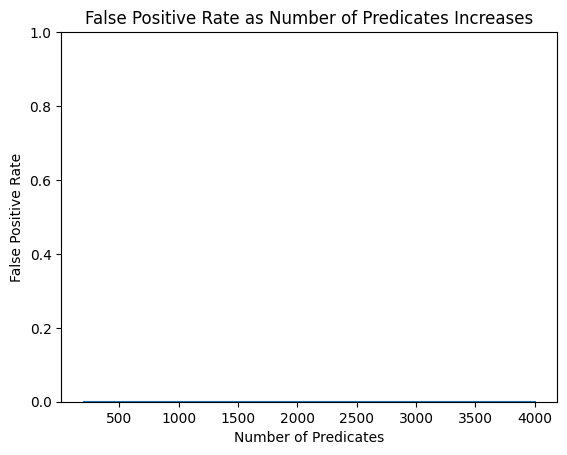 False Positive Rate as Number of Predicates Increases
1.0
0.8
0.6
0.4
0.2
0.0
False Positive Rate
500 1000 1500 2000 2500 3000 3500 4000
Number of Predicates